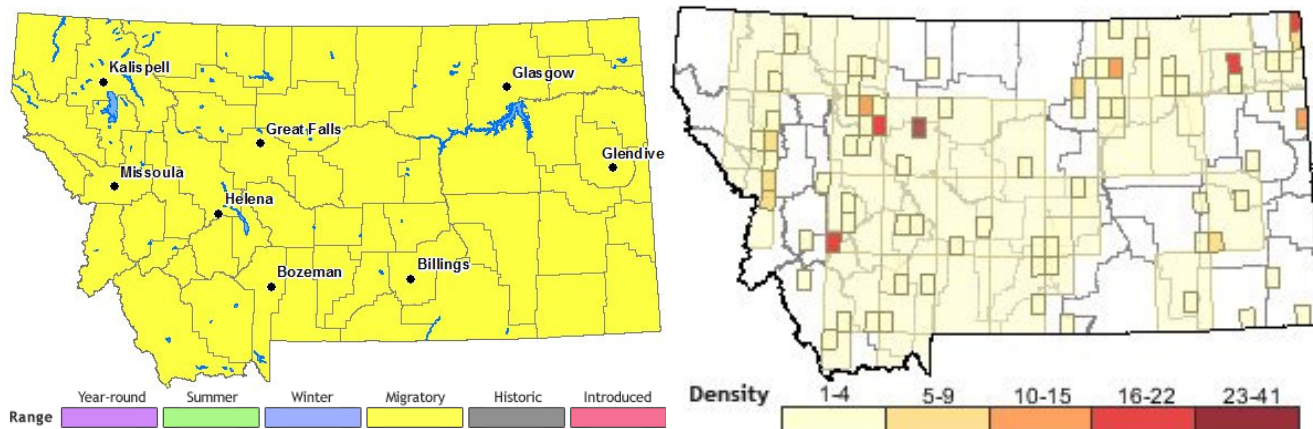 Kalispell
Glasgow
Great Falls
Glendive
Missoula
Helena
Bozeman
Billings
Year-round Summer Winter Migratory Historic Introduced
Range
Density 1-4 5-9 10-15 16-22 23-41